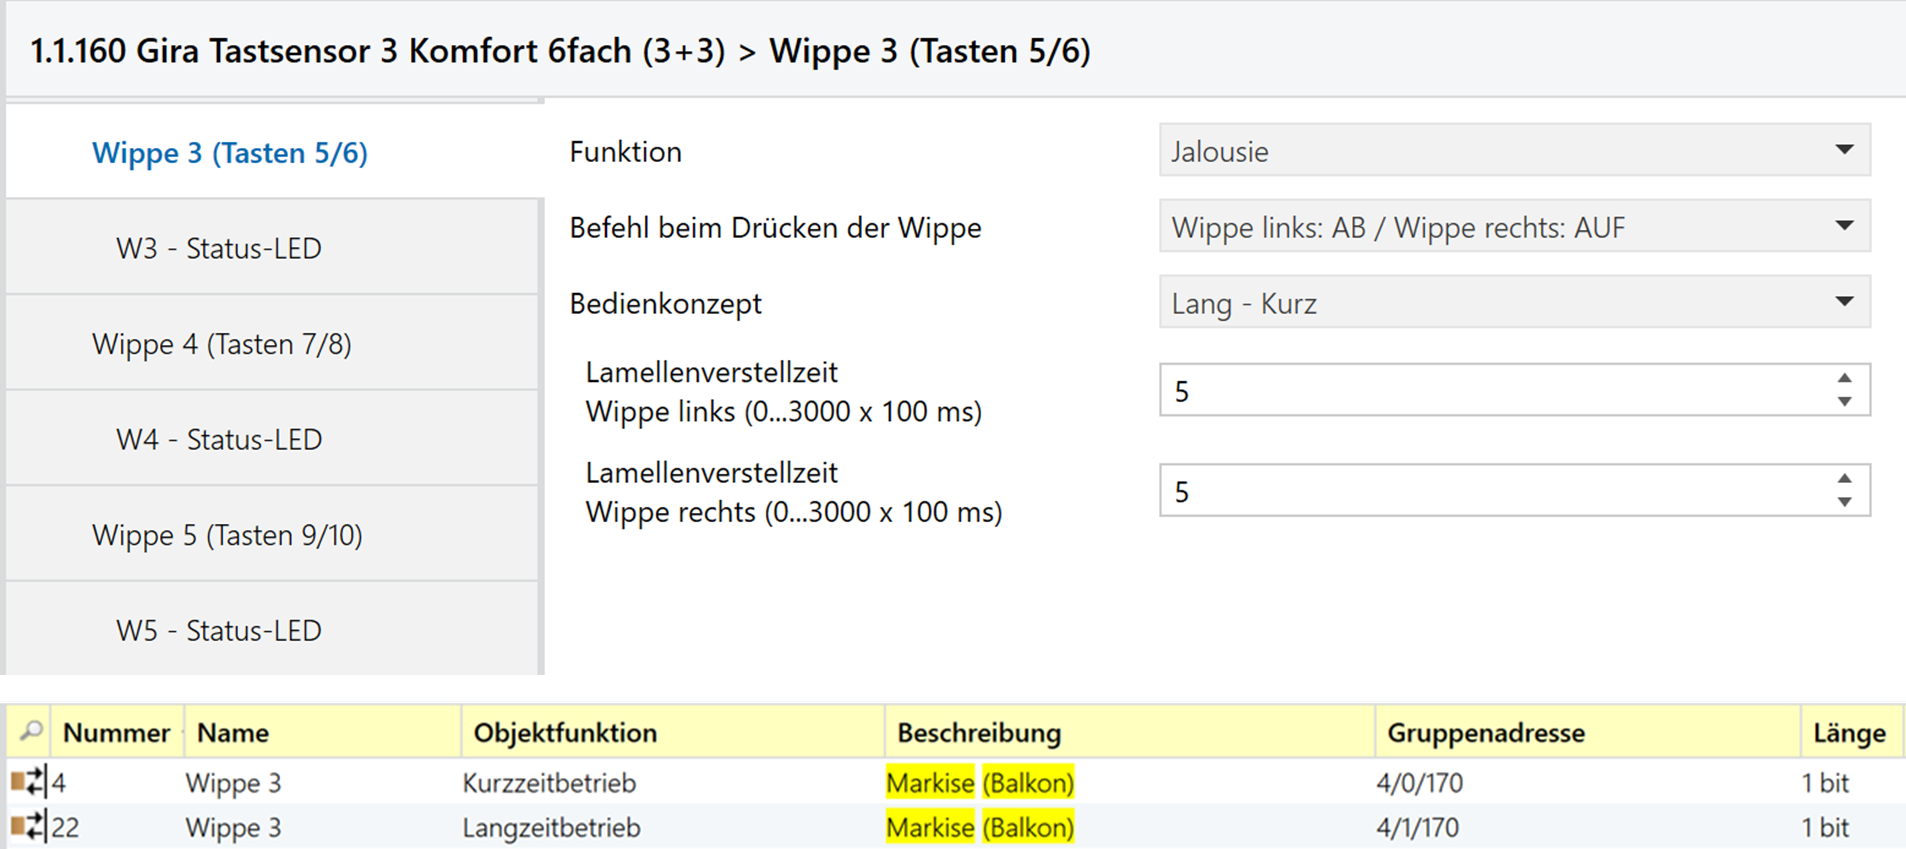 1.1.160 Gira Tastsensor 3 Komfort 6fach (3+3) > Wippe 3 (Tasten 5/6)
Wippe 3 (Tasten 5/6)
W3 - Status-LED
Wippe 4 (Tasten 7/8)
W4 - Status-LED
Wippe 5 (Tasten 9/10)
W5 - Status-LED
Funktion Jalousie
Befehl beim Drücken der Wippe Wippe links: AB / Wippe rechts: AUF
Bedienkonzept Lang - Kurz
Lamellenverstellzeit
Wippe links (0...3000 x 100 ms) 5
Lamellenverstellzeit
Wippe rechts (0...3000 x 100 ms) 5
Nummer Name Objektfunktion Beschreibung Gruppenadresse Länge
4 Wippe 3 Kurzzeitbetrieb Markise (Balkon) 4/0/170 1 bit
22 Wippe 3 Langzeitbetrieb Markise (Balkon) 4/1/170 1 bit